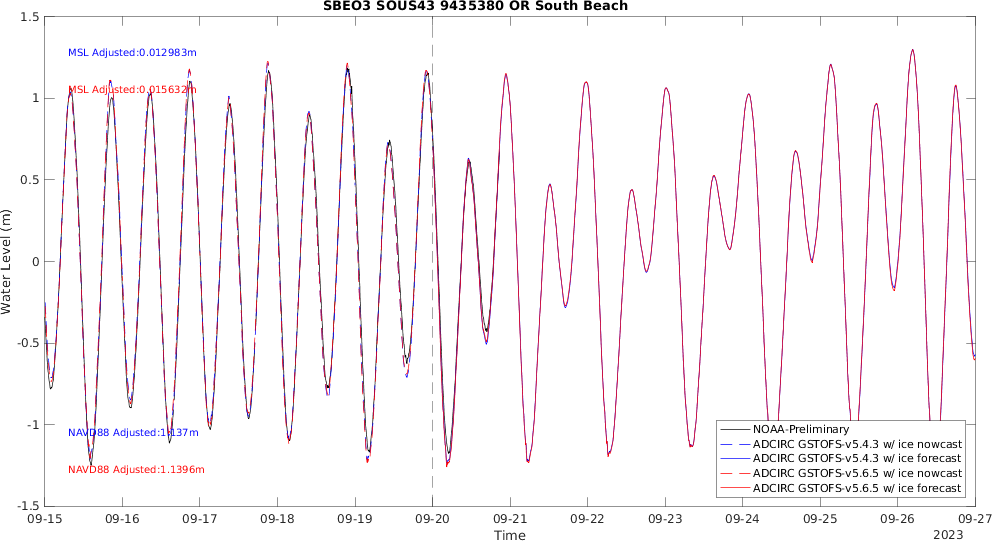 SBEO3 SOUS43 9435380 OR South Beach
1.5
1
0.5
0
-0.5
-1
-1.5
Water Level (m)
MSL Adjusted:0.012983m
MSL Adjusted:0.015632m
NAVD88 Adjusted:1.137m
NAVD88 Adjusted:1.1396m
NOAA-Preliminary
ADCIRC GSTOFS-v5.4.3 w/ ice nowcast
ADCIRC GSTOFS-v5.4.3 w/ ice forecast
ADCIRC GSTOFS-v5.6.5 w/ ice nowcast
ADCIRC GSTOFS-v5.6.5 w/ ice forecast
09-15 09-16 09-17 09-18 09-19 09-20 09-21 09-22 09-23 09-24 09-25 09-26 09-27
Time
2023